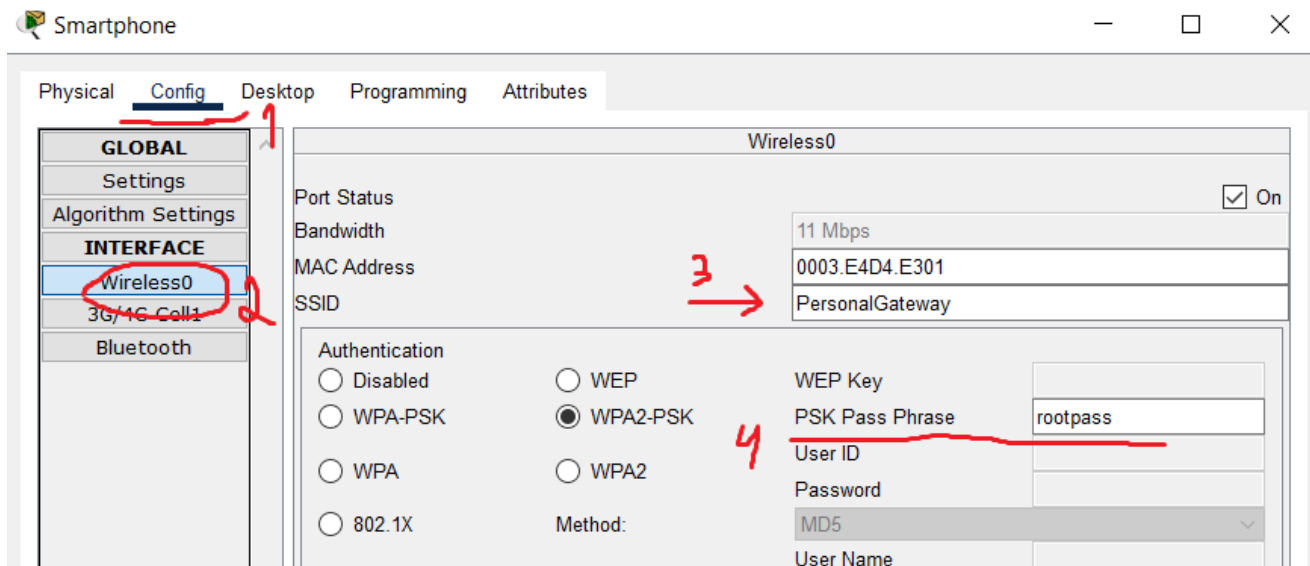 Smartphone
Physical Config Desktop Programming Attributes
1
GLOBAL
Settings
Algorithm Settings
INTERFACE
Wireless0
2
3G/4G Cell1
Bluetooth
Wireless0
Port Status On
Bandwidth 11 Mbps
MAC Address 0003.E4D4.E301
3
SSID PersonalGateway
Authentication
Disabled WEP WEP Key
WPA-PSK WPA2-PSK PSK Pass Phrase rootpass
4
User ID
WPA WPA2
Password
802.1X Method: MD5
User Name